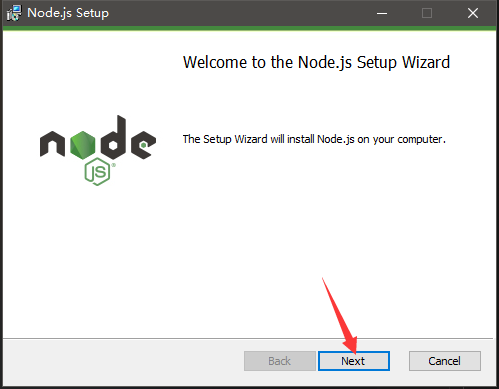 Node.js Setup
Welcome to the Node.js Setup Wizard
The Setup Wizard will install Node.js on your computer.
node
JS
®
Back Next Cancel